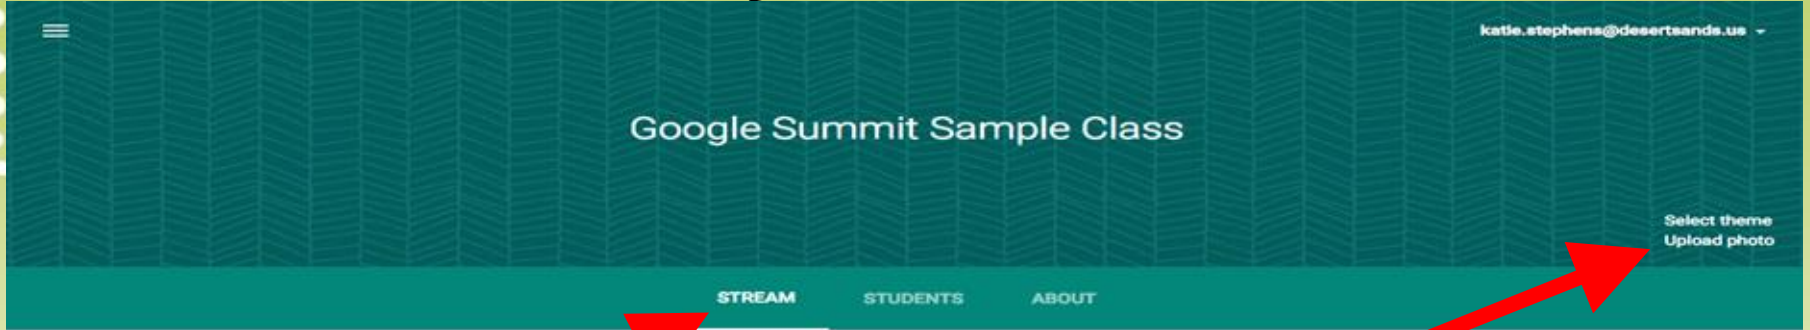 katie.stephens@desertsands.us
Google Summit Sample Class
Select theme
Upload photo
STREAM STUDENTS ABOUT